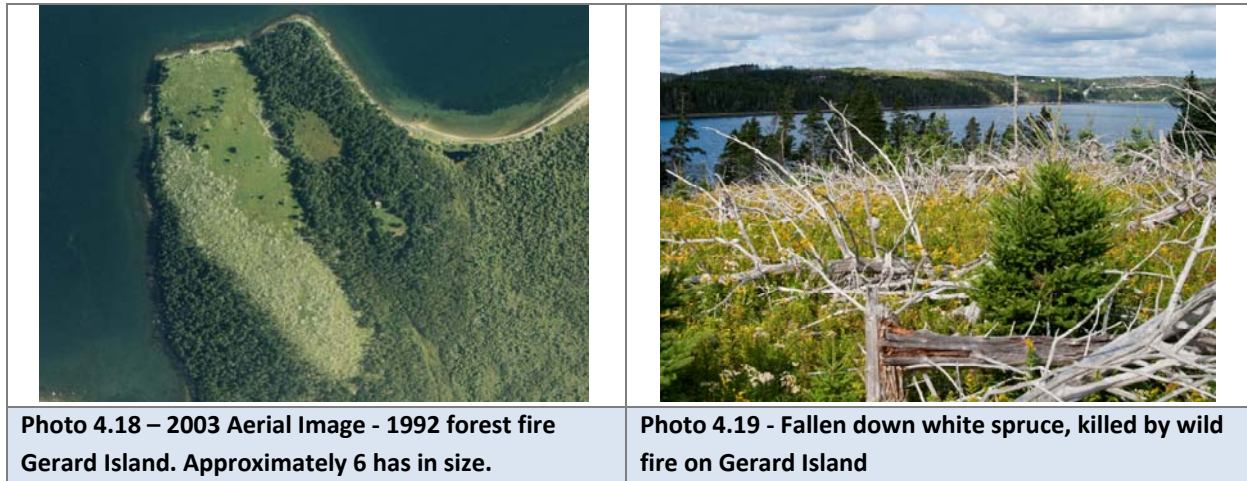 Photo 4.18 – 2003 Aerial Image - 1992 forest fire
Gerard Island. Approximately 6 has in size.
Photo 4.19 - Fallen down white spruce, killed by wild
fire on Gerard Island